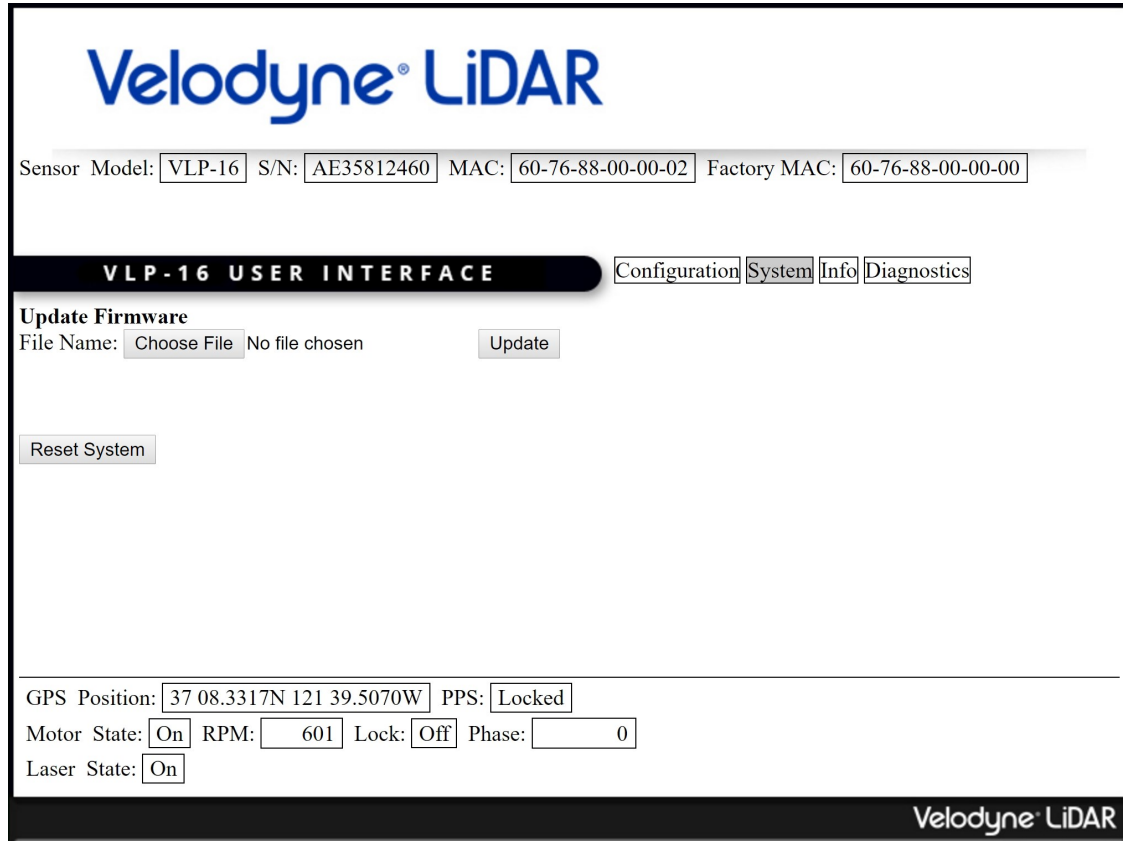 Velodyne® LiDAR
Sensor Model: VLP-16 S/N: AE35812460 MAC: 60-76-88-00-00-02 Factory MAC: 60-76-88-00-00-00
VLP-16 USER INTERFACE Configuration System Info Diagnostics
Update Firmware
File Name: Choose File No file chosen Update
Reset System
GPS Position: 37 08.3317N 121 39.5070W PPS: Locked
Motor State: On RPM: 601 Lock: Off Phase: 0
Laser State: On
Velodyne® LiDAR